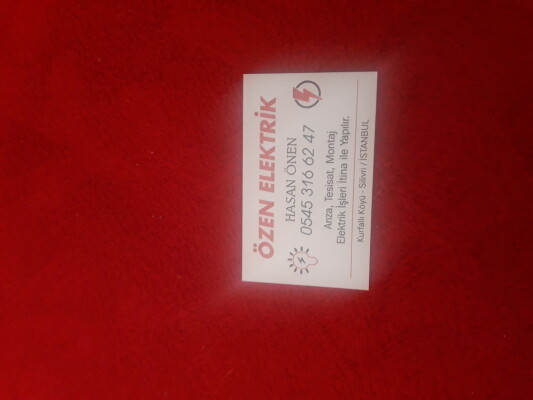 ÖZEN ELEKTRİK
HASAN ÖNEN
0545 316 62 47
Arıza, Tesisat, Montaj
Elektrik İşleri İtina ile Yapılır.
Kurfallı Köyü - Silivri / İSTANBUL